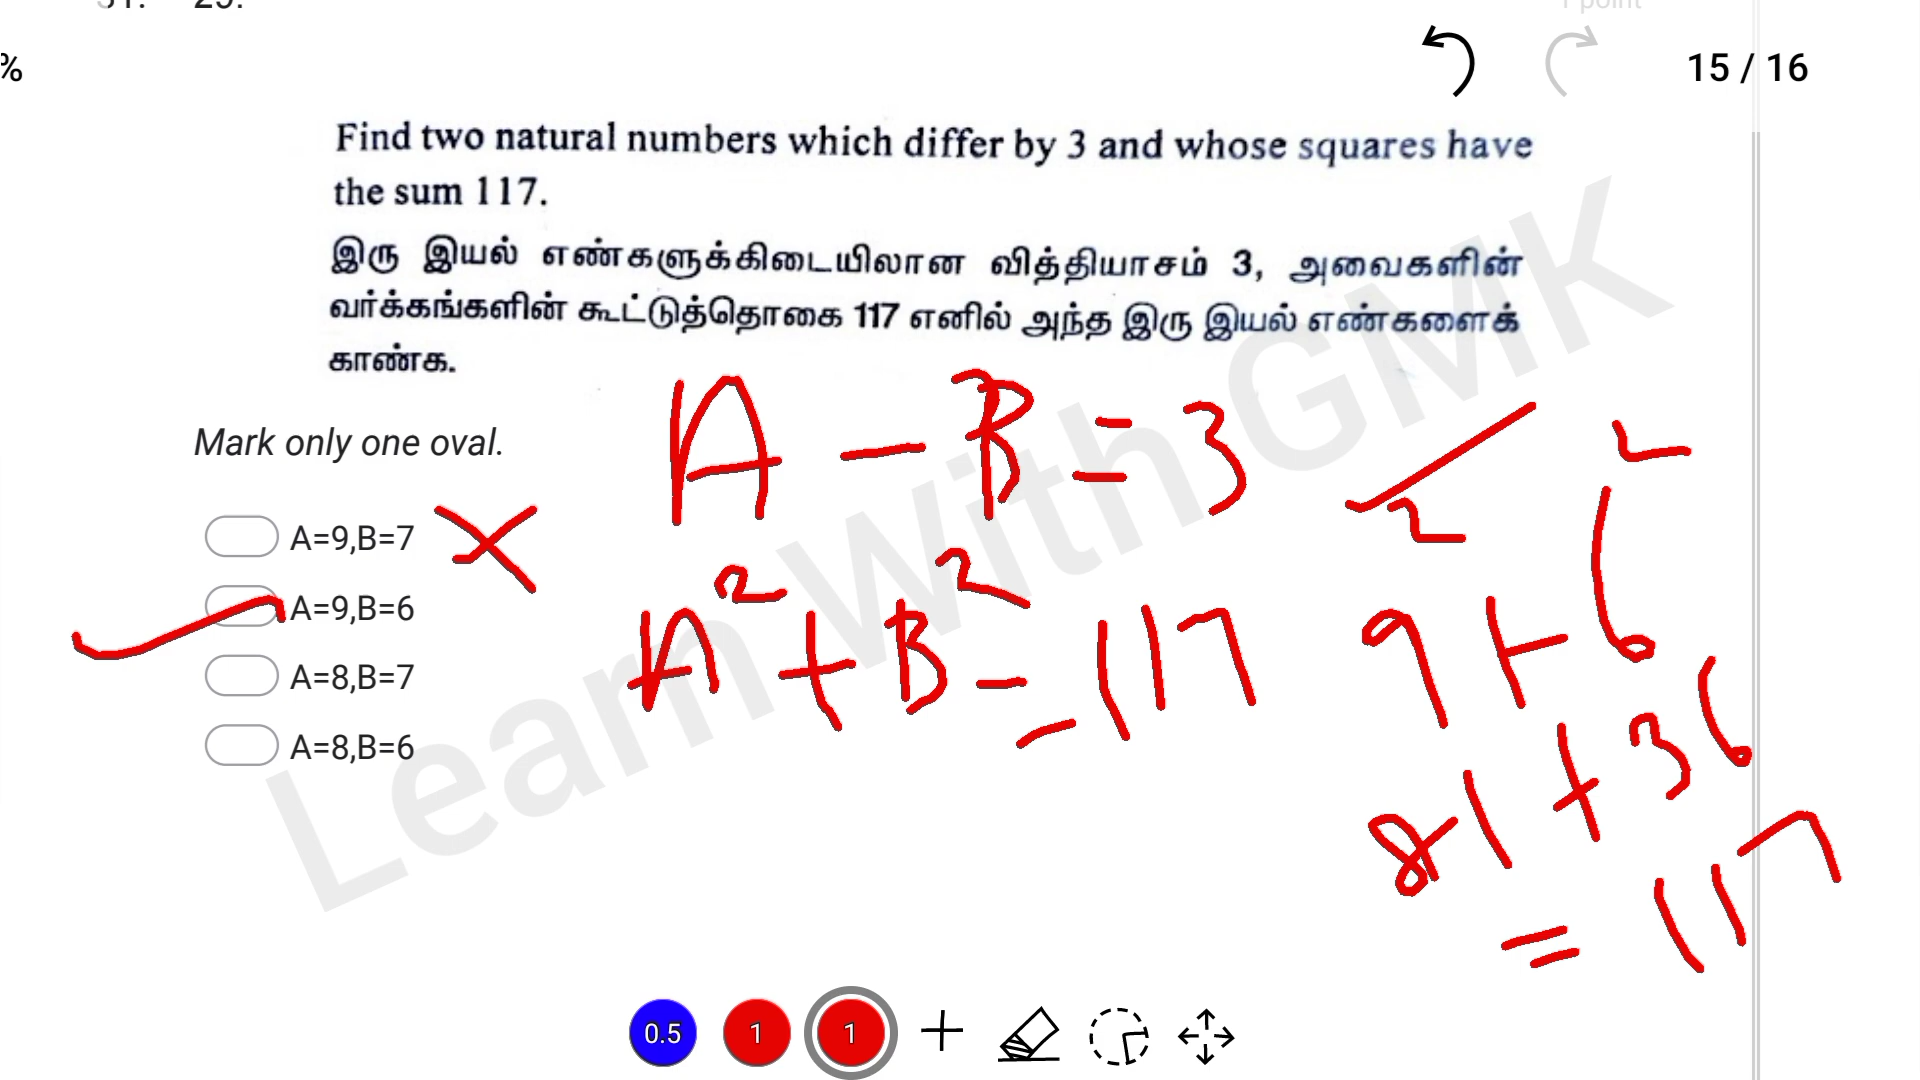 %
15 / 16
Find two natural numbers which differ by 3 and whose squares have
the sum 117.
இரு இயல் எண்களுக்கிடையிலான வித்தியாசம் 3, அவைகளின்
வர்க்கங்களின் கூட்டுத்தொகை 117 எனில் அந்த இரு இயல் எண்களைக்
காண்க.
Mark only one oval.
A=9,B=7
A=9,B=6
A=8,B=7
A=8,B=6
A - B = 3
A² + B² = 117
9² + 6²
81 + 36
= 117
Learn With GMK
0.5
1
1